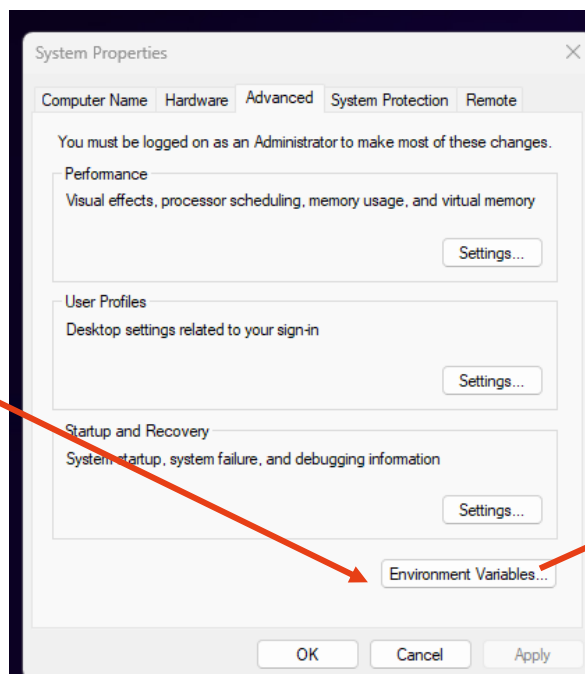 System Properties
Computer Name Hardware Advanced System Protection Remote
You must be logged on as an Administrator to make most of these changes.
Performance
Visual effects, processor scheduling, memory usage, and virtual memory
Settings...
User Profiles
Desktop settings related to your sign-in
Settings...
Startup and Recovery
System startup, system failure, and debugging information
Settings...
Environment Variables...
OK Cancel Apply